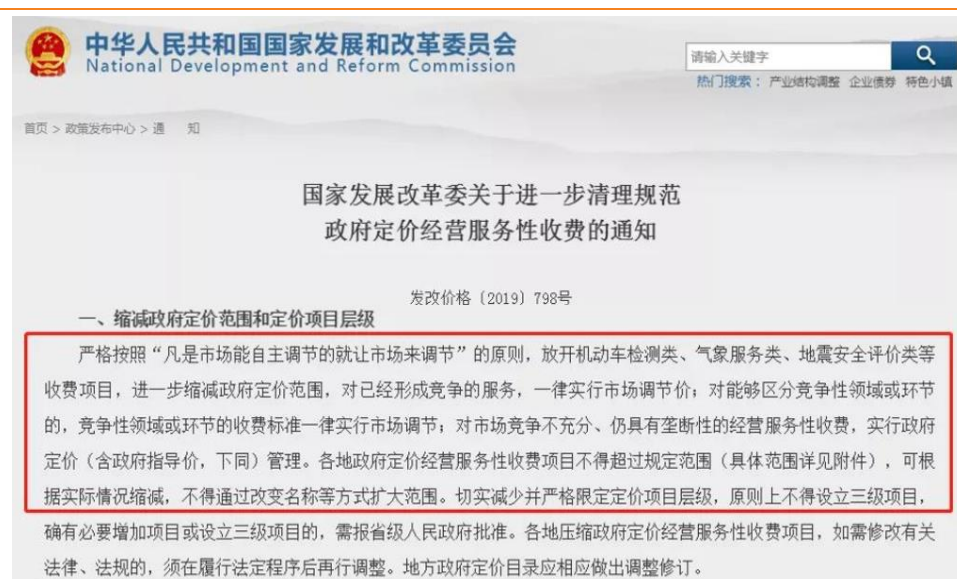 中华人民共和国国家发展和改革委员会
National Development and Reform Commission
请输入关键字
热门搜索： 产业结构调整 企业债券 特色小镇
首页 > 政策发布中心 > 通 知
国家发展改革委关于进一步清理规范
政府定价经营服务性收费的通知
发改价格〔2019〕798号
一、缩减政府定价范围和定价项目层级
严格按照“凡是市场能自主调节的就让市场来调节”的原则，放开机动车检测类、气象服务类、地震安全评价类等
收费项目，进一步缩减政府定价范围，对已经形成竞争的服务，一律实行市场调节价；对能够区分竞争性领域或环节
的，竞争性领域或环节的收费标准一律实行市场调节；对市场竞争不充分、仍具有垄断性的经营服务性收费，实行政府
定价（含政府指导价，下同）管理。各地政府定价经营服务性收费项目不得超过规定范围（具体范围详见附件），可根
据实际情况缩减，不得通过改变名称等方式扩大范围。切实减少并严格限定定价项目层级，原则上不得设立三级项目，
确有必要增加项目或设立三级项目的，需报省级人民政府批准。各地压缩政府定价经营服务性收费项目，如需修改有关
法律、法规的，须在履行法定程序后再行调整。地方政府定价目录应相应做出调整修订。